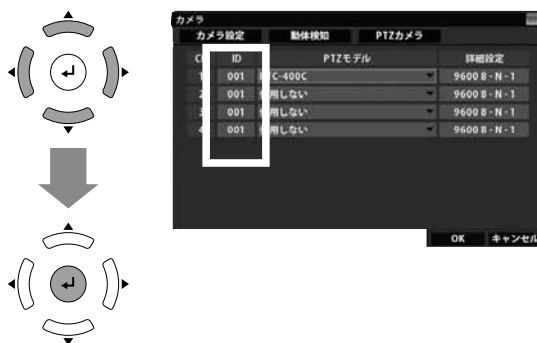 カメラ
カメラ設定 動体検知 PTZカメラ
ID PTZモデル 詳細設定
001 9600 8 - N - 1
001 用しない 9600 8 - N - 1
001 用しない 9600 8 - N - 1
001 用しない 9600 8 - N - 1
OK キャンセル